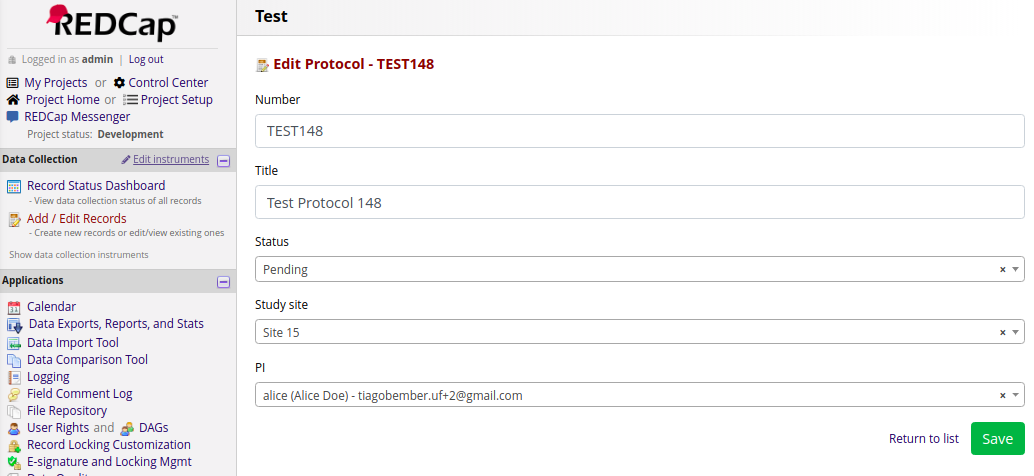 REDCap
Logged in as admin | Log out
My Projects or Control Center
Project Home or Project Setup
REDCap Messenger
Project status: Development
Data Collection Edit instruments
Record Status Dashboard
- View data collection status of all records
Add / Edit Records
- Create new records or edit/view existing ones
Show data collection instruments
Applications
Calendar
Data Exports, Reports, and Stats
Data Import Tool
Data Comparison Tool
Logging
Field Comment Log
File Repository
User Rights and DAGs
Record Locking Customization
E-signature and Locking Mgmt
Test
Edit Protocol - TEST148
Number
TEST148
Title
Test Protocol 148
Status
Pending × 
Study site
Site 15 ×
PI
alice (Alice Doe) - tiagobember.uf+2@gmail.com ×
Return to list Save